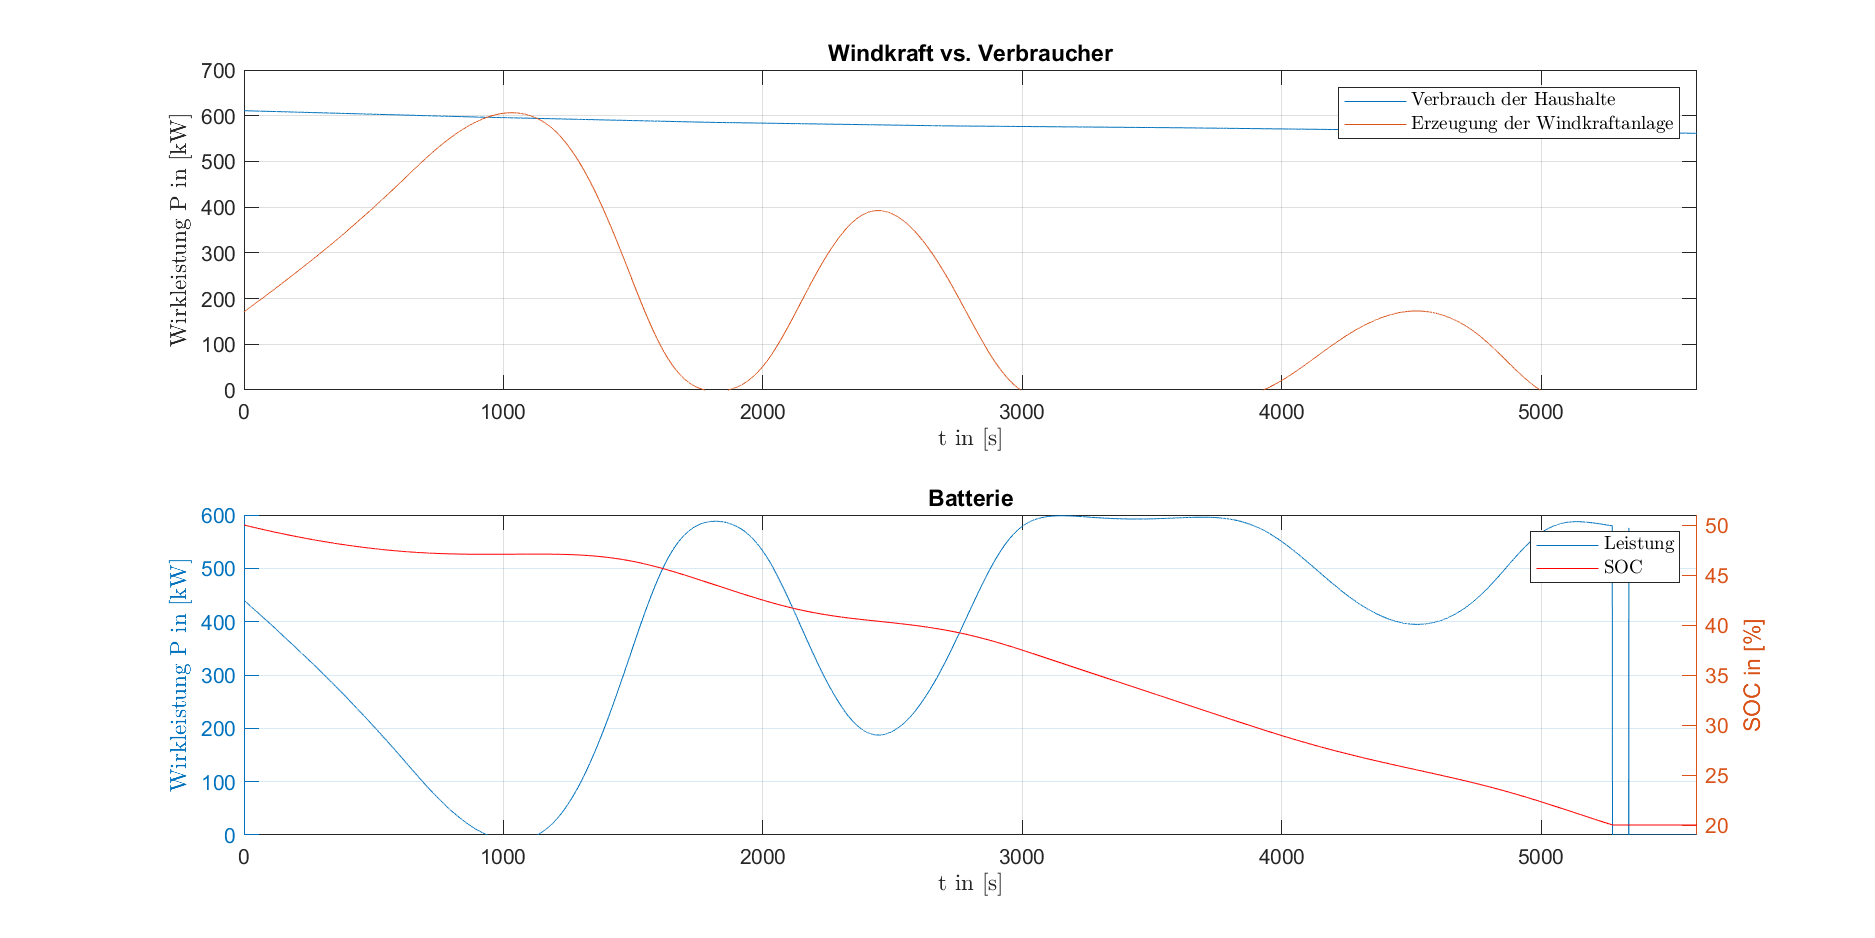 Windkraft vs. Verbraucher
700
600
500
400
300
200
100
0
Wirkleistung P in [kW]
Verbrauch der Haushalte
Erzeugung der Windkraftanlage
0 1000 2000 3000 4000 5000
t in [s]
Batterie
600
500
400
300
200
100
0
Wirkleistung P in [kW]
Leistung
SOC
50
45
40
35
30
25
20
SOC in [%]
0 1000 2000 3000 4000 5000
t in [s]